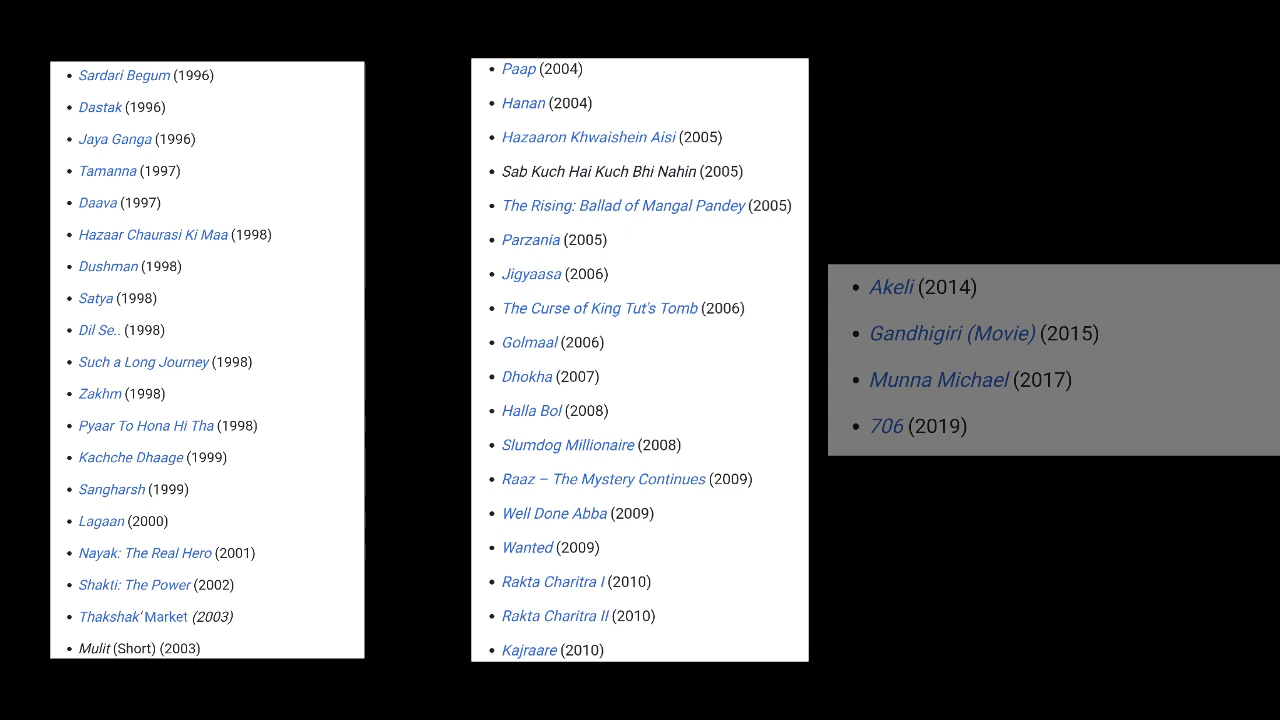 • Sardari Begum (1996)
• Dastak (1996)
• Jaya Ganga (1996)
• Tamanna (1997)
• Daava (1997)
• Hazaar Chaurasi Ki Maa (1998)
• Dushman (1998)
• Satya (1998)
• Dil Se.. (1998)
• Such a Long Journey (1998)
• Zakhm (1998)
• Pyaar To Hona Hi Tha (1998)
• Kachche Dhaage (1999)
• Sangharsh (1999)
• Lagaan (2000)
• Nayak: The Real Hero (2001)
• Shakti: The Power (2002)
• Thakshak' Market (2003)
• Mulit (Short) (2003)
• Paap (2004)
• Hanan (2004)
• Hazaaron Khwaishein Aisi (2005)
• Sab Kuch Hai Kuch Bhi Nahin (2005)
• The Rising: Ballad of Mangal Pandey (2005)
• Parzania (2005)
• Jigyaasa (2006)
• The Curse of King Tut's Tomb (2006)
• Golmaal (2006)
• Dhokha (2007)
• Halla Bol (2008)
• Slumdog Millionaire (2008)
• Raaz – The Mystery Continues (2009)
• Well Done Abba (2009)
• Wanted (2009)
• Rakta Charitra I (2010)
• Rakta Charitra II (2010)
• Kajraare (2010)
• Akeli (2014)
• Gandhigiri (Movie) (2015)
• Munna Michael (2017)
• 706 (2019)